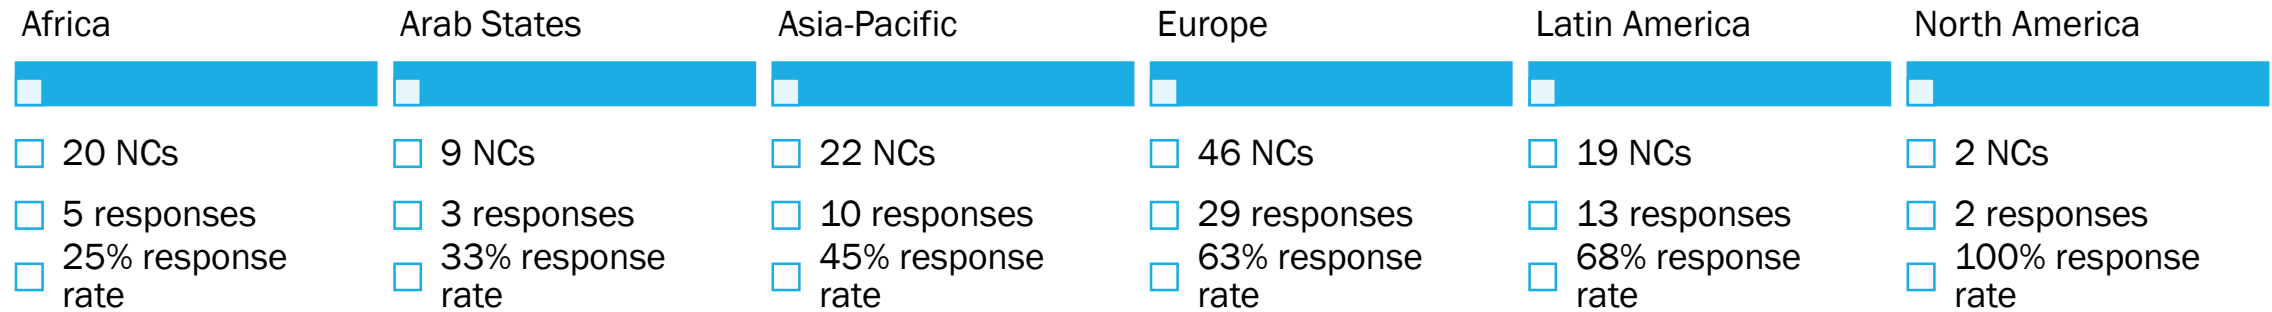 Africa
20 NCs
5 responses
25% response
rate
Arab States
9 NCs
3 responses
33% response
rate
Asia-Pacific
22 NCs
10 responses
45% response
rate
Europe
46 NCs
29 responses
63% response
rate
Latin America
19 NCs
13 responses
68% response
rate
North America
2 NCs
2 responses
100% response
rate